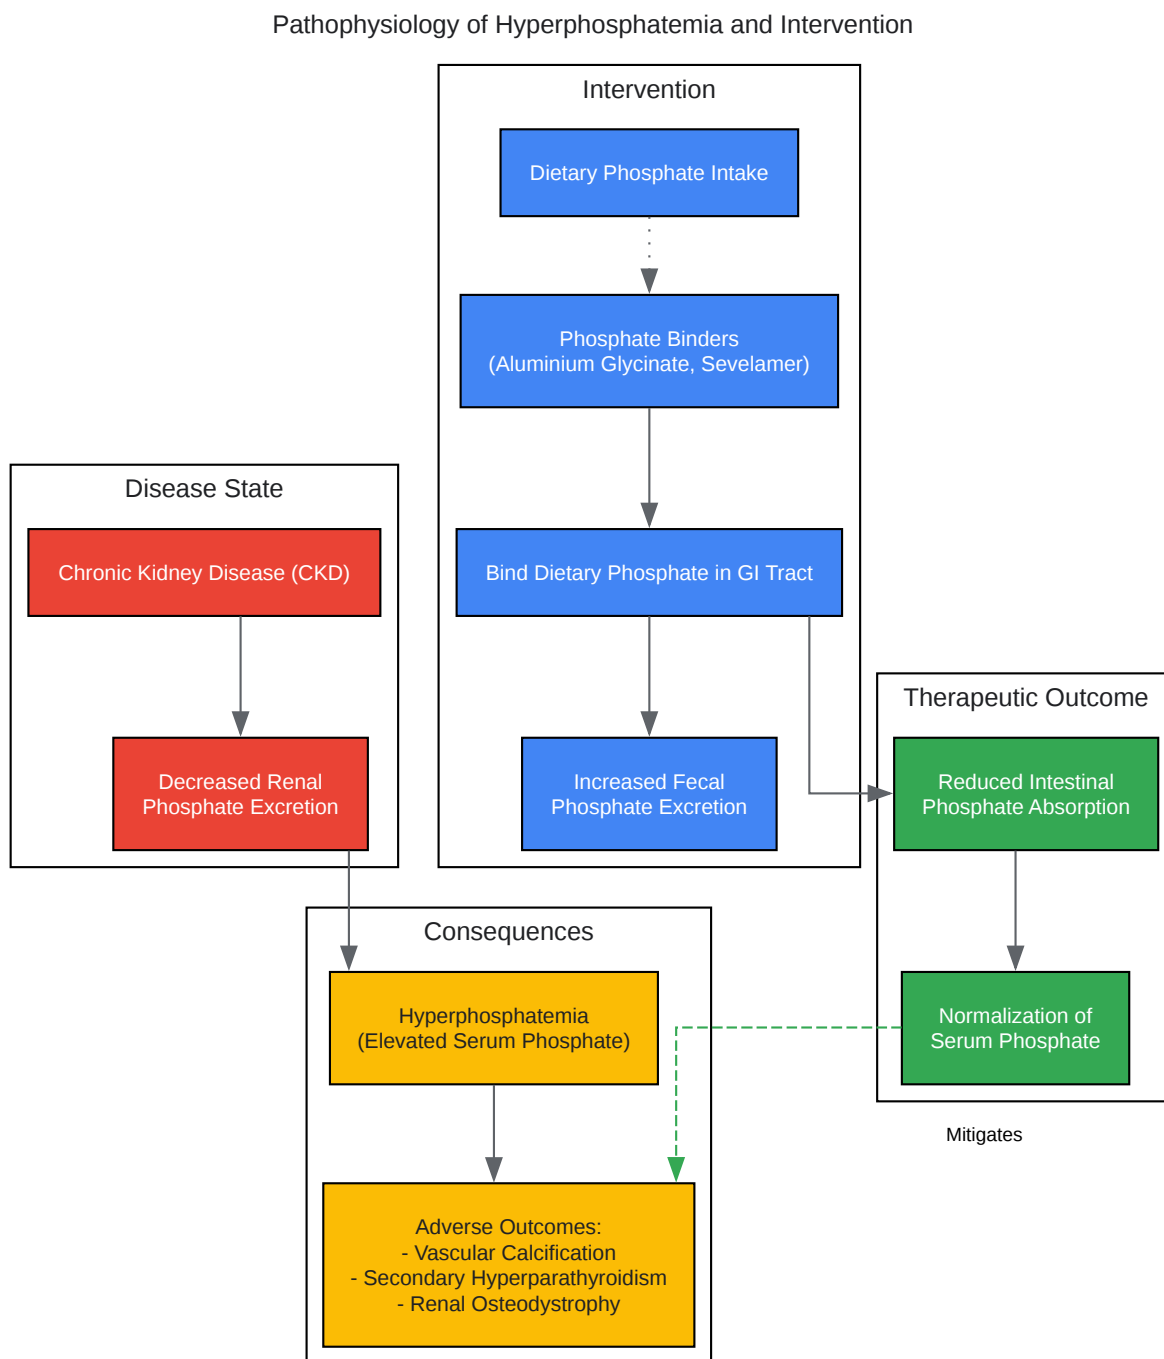 Pathophysiology of Hyperphosphatemia and Intervention
Intervention
Dietary Phosphate Intake
Phosphate Binders
(Aluminium Glycinate, Sevelamer)
Bind Dietary Phosphate in GI Tract
Increased Fecal
Phosphate Excretion
Disease State
Chronic Kidney Disease (CKD)
Decreased Renal
Phosphate Excretion
Therapeutic Outcome
Reduced Intestinal
Phosphate Absorption
Normalization of
Serum Phosphate
Mitigates
Consequences
Hyperphosphatemia
(Elevated Serum Phosphate)
Adverse Outcomes:
- Vascular Calcification
- Secondary Hyperparathyroidism
- Renal Osteodystrophy